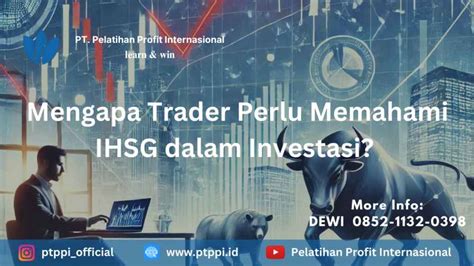 PT. Pelatihan Profit Internasional
learn & win
Mengapa Trader Perlu Memahami
IHSG dalam Investasi?
More Info:
DEWI 0852-1132-0398
ptppi_official
www.ptppi.id
Pelatihan Profit Internasional